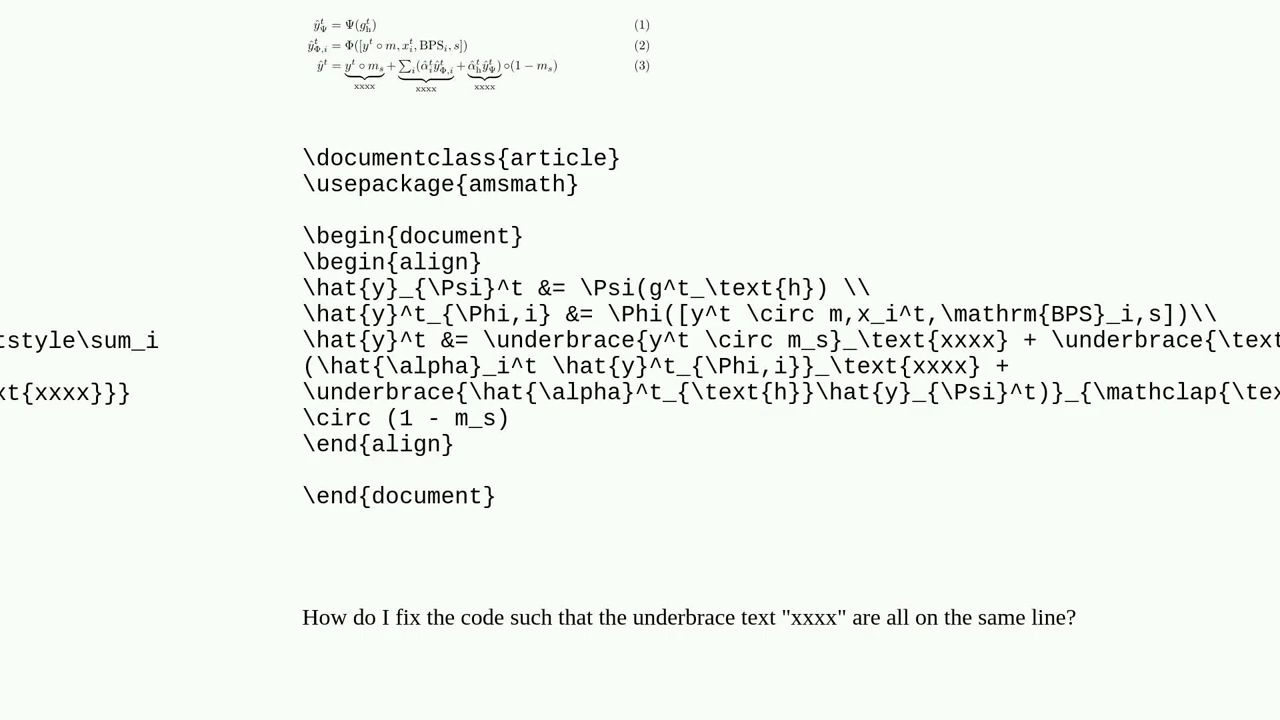 ŷ^t_Ψ = Ψ(g^t_h) (1)
ŷ^t_{Φ,i} = Φ([y^t ∘ m, x^t_i, BPS_i, s]) (2)
ŷ^t = y^t ∘ m_s + ∑_i(α̂^t_i ŷ^t_{Φ,i} + α̂^t_h ŷ^t_Ψ) ∘(1 − m_s) (3)
xxxx xxxx xxxx
\documentclass{article}
\usepackage{amsmath}
\begin{document}
\begin{align}
\hat{y}_{\Psi}^t &= \Psi(g^t_\text{h}) \\
\hat{y}^t_{\Phi,i} &= \Phi([y^t \circ m,x_i^t,\mathrm{BPS}_i,s])\\
tstyle\sum_i \hat{y}^t &= \underbrace{y^t \circ m_s}_\text{xxxx} + \underbrace{\text
(\hat{\alpha}_i^t \hat{y}^t_{\Phi,i}}_\text{xxxx} +
xt{xxxx}}} \underbrace{\hat{\alpha}^t_{\text{h}}\hat{y}_{\Psi}^t)}_{\mathclap{\tex
\circ (1 - m_s)
\end{align}
\end{document}
How do I fix the code such that the underbrace text "xxxx" are all on the same line?